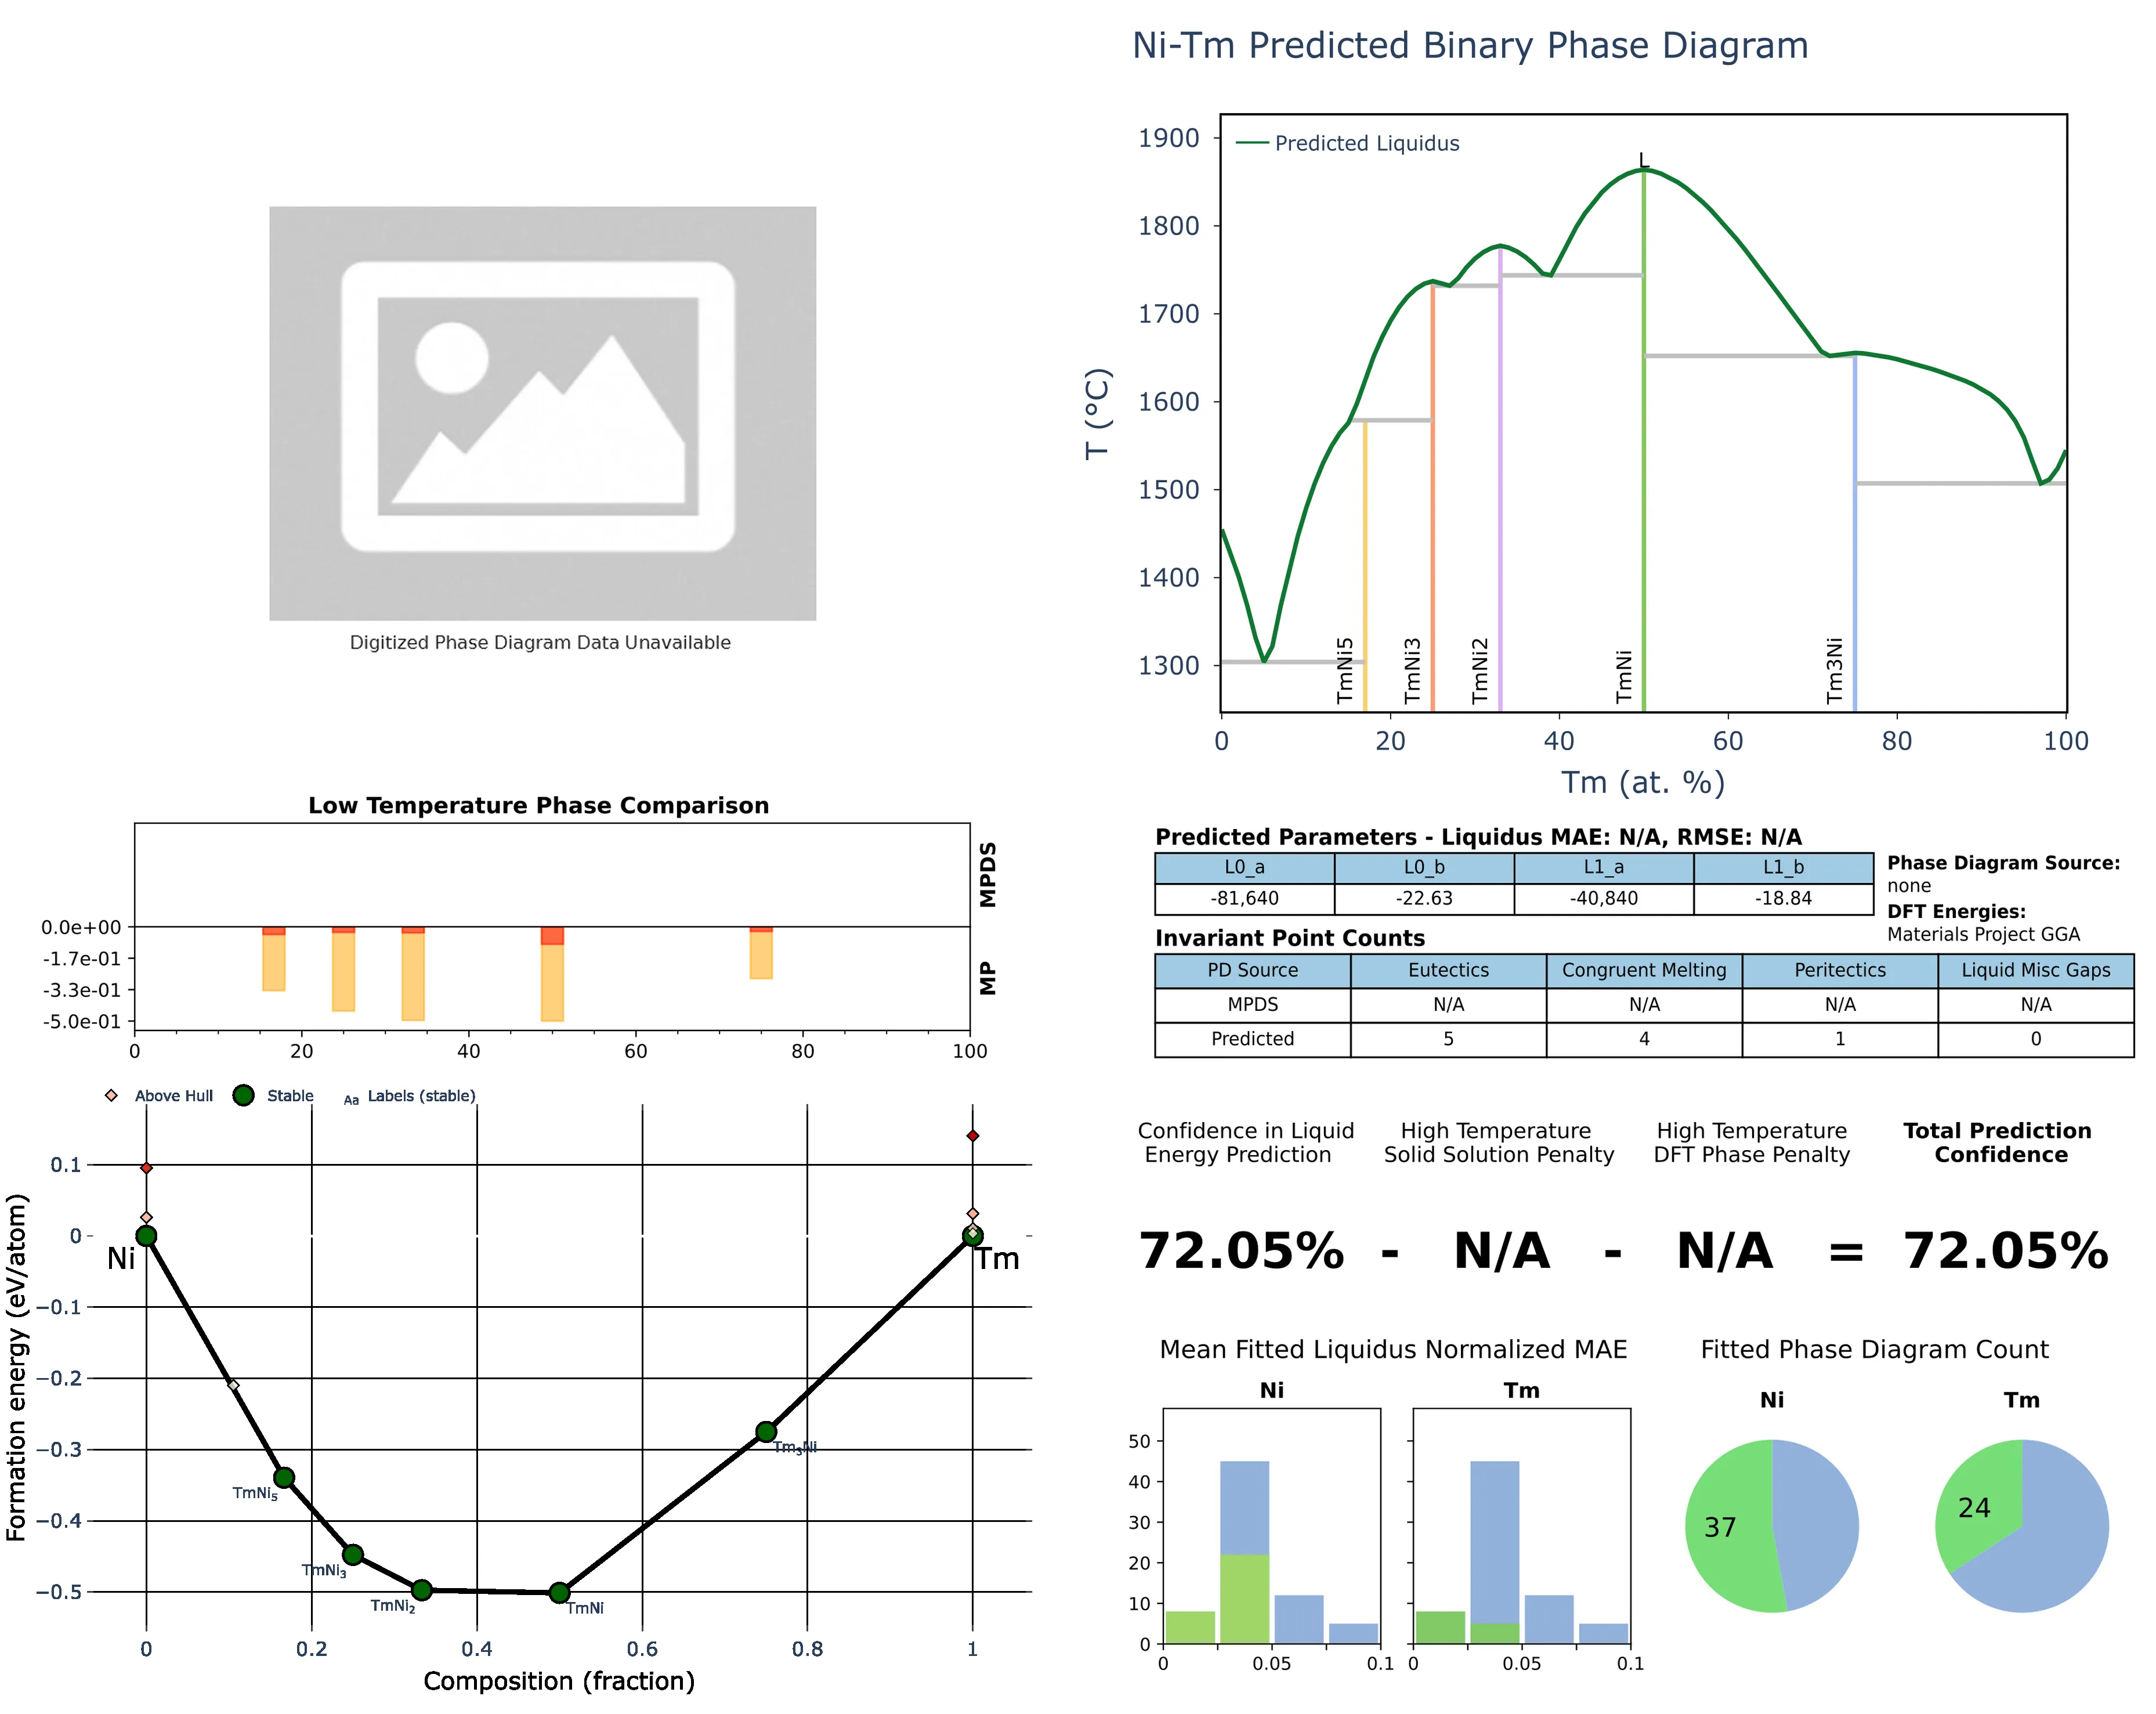 Ni-Tm Predicted Binary Phase Diagram
Digitized Phase Diagram Data Unavailable
Predicted Liquidus
L
T (°C)
1900
1800
1700
1600
1500
1400
1300
TmNi5
TmNi3
TmNi2
TmNi
Tm3Ni
0 20 40 60 80 100
Tm (at. %)
Low Temperature Phase Comparison
MPDS
MP
0.0e+00
-1.7e-01
-3.3e-01
-5.0e-01
0 20 40 60 80 100
Predicted Parameters - Liquidus MAE: N/A, RMSE: N/A
L0_a L0_b L1_a L1_b
-81,640 -22.63 -40,840 -18.84
Phase Diagram Source:
none
DFT Energies:
Materials Project GGA
Invariant Point Counts
PD Source Eutectics Congruent Melting Peritectics Liquid Misc Gaps
MPDS N/A N/A N/A N/A
Predicted 5 4 1 0
Above Hull Stable Aa Labels (stable)
Formation energy (eV/atom)
0.1
0
−0.1
−0.2
−0.3
−0.4
−0.5
Ni
Tm
TmNi5
TmNi3
TmNi2
TmNi
Tm3Ni
0 0.2 0.4 0.6 0.8 1
Composition (fraction)
Confidence in Liquid
Energy Prediction
High Temperature
Solid Solution Penalty
High Temperature
DFT Phase Penalty
Total Prediction
Confidence
72.05% - N/A - N/A = 72.05%
Mean Fitted Liquidus Normalized MAE
Ni
Tm
50
40
30
20
10
0
0 0.05 0.1
0 0.05 0.1
Fitted Phase Diagram Count
Ni
Tm
37
24